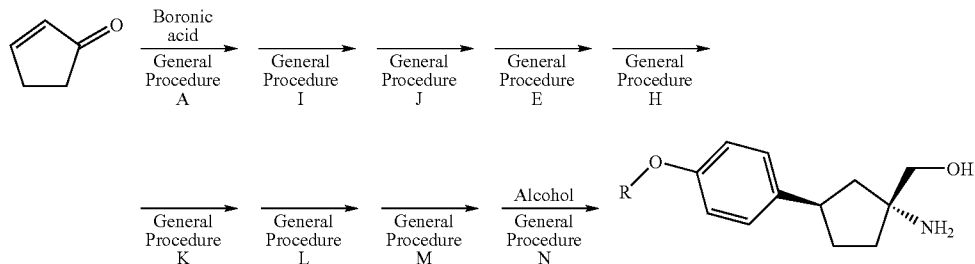 O
Boronic
acid
General
Procedure
A
General
Procedure
I
General
Procedure
J
General
Procedure
E
General
Procedure
H
General
Procedure
K
General
Procedure
L
General
Procedure
M
Alcohol
General
Procedure
N
R
O
OH
NH₂